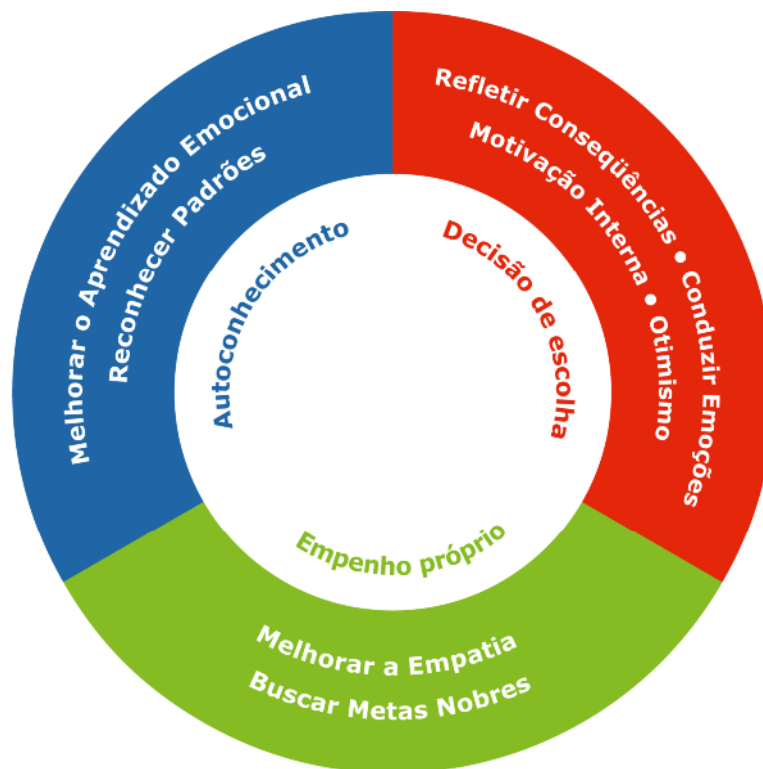 Melhorar o Aprendizado Emocional
Reconhecer Padrões
Autoconhecimento
Refletir Conseqüências • Conduzir Emoções
Motivação Interna • Otimismo
Decisão de escolha
Empenho próprio
Melhorar a Empatia
Buscar Metas Nobres